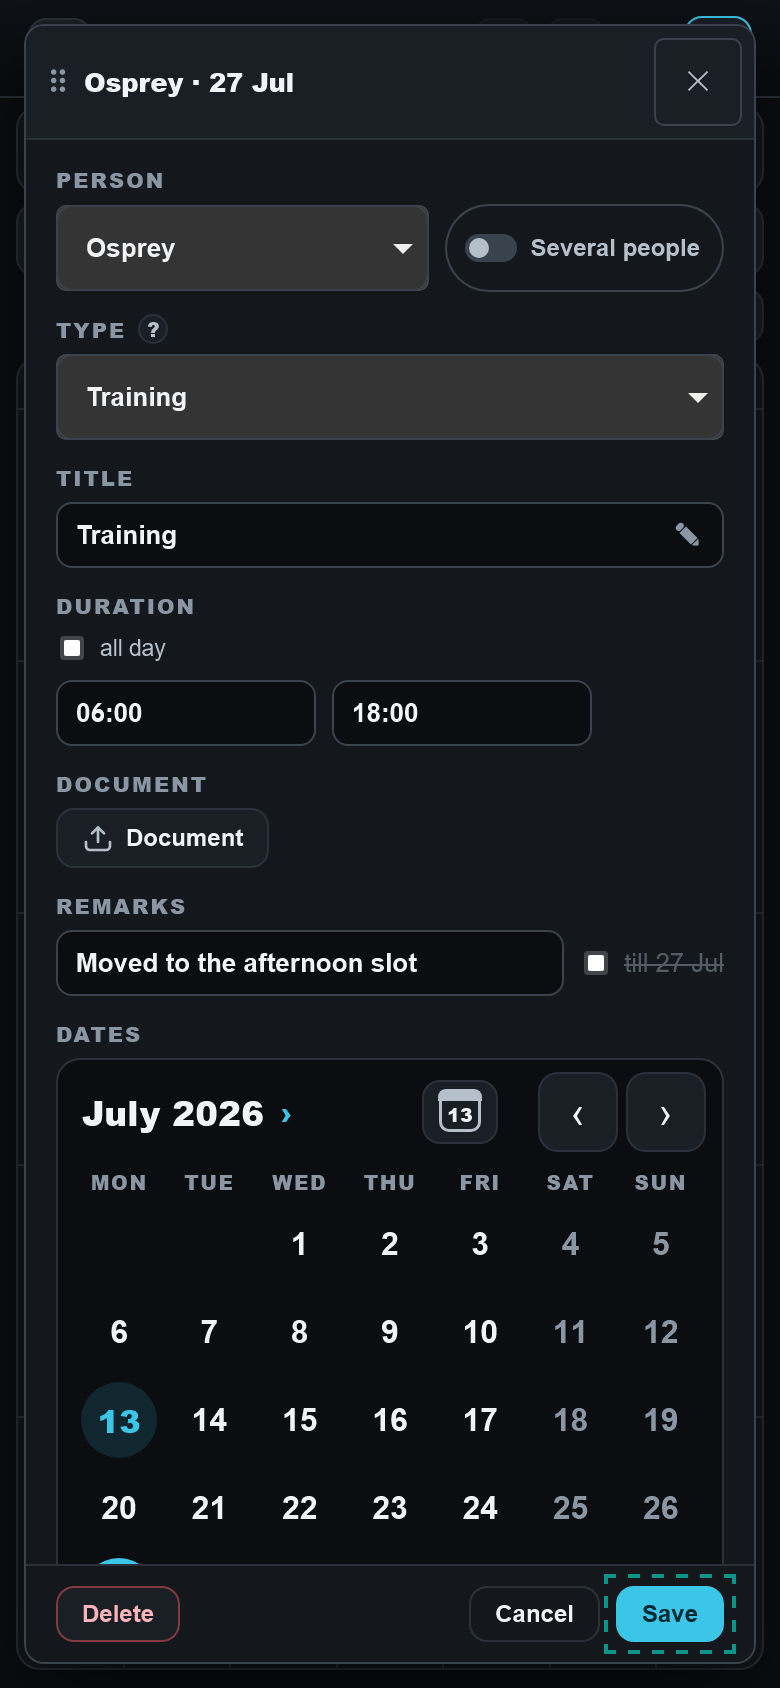 Osprey · 27 Jul
PERSON
Osprey
Several people
TYPE ?
Training
TITLE
Training
DURATION
all day
06:00 18:00
DOCUMENT
Document
REMARKS
Moved to the afternoon slot till 27 Jul
DATES
July 2026 › 13 ‹ ›
MON TUE WED THU FRI SAT SUN
1 2 3 4 5
6 7 8 9 10 11 12
13 14 15 16 17 18 19
20 21 22 23 24 25 26
Delete Cancel Save